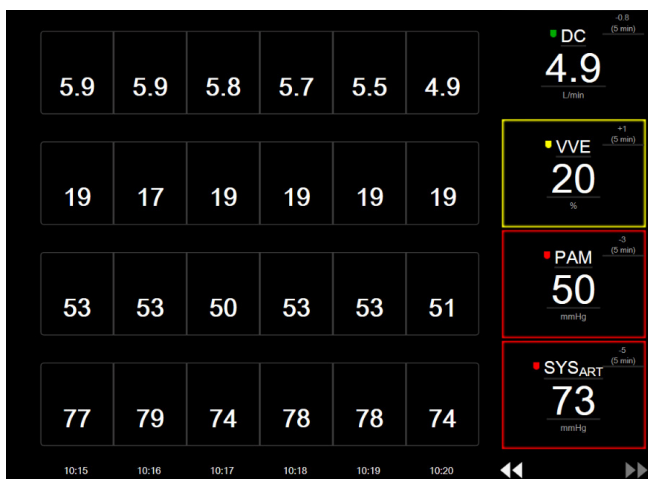 -0.8
(5 min)
DC
5.9 5.9 5.8 5.7 5.5 4.9
4.9
L/min
+1
(5 min)
VVE
19 17 19 19 19 19
20
%
-3
(5 min)
PAM
53 53 50 53 53 51
50
mmHg
-5
(5 min)
SYSART
77 79 74 78 78 74
73
mmHg
10:15 10:16 10:17 10:18 10:19 10:20